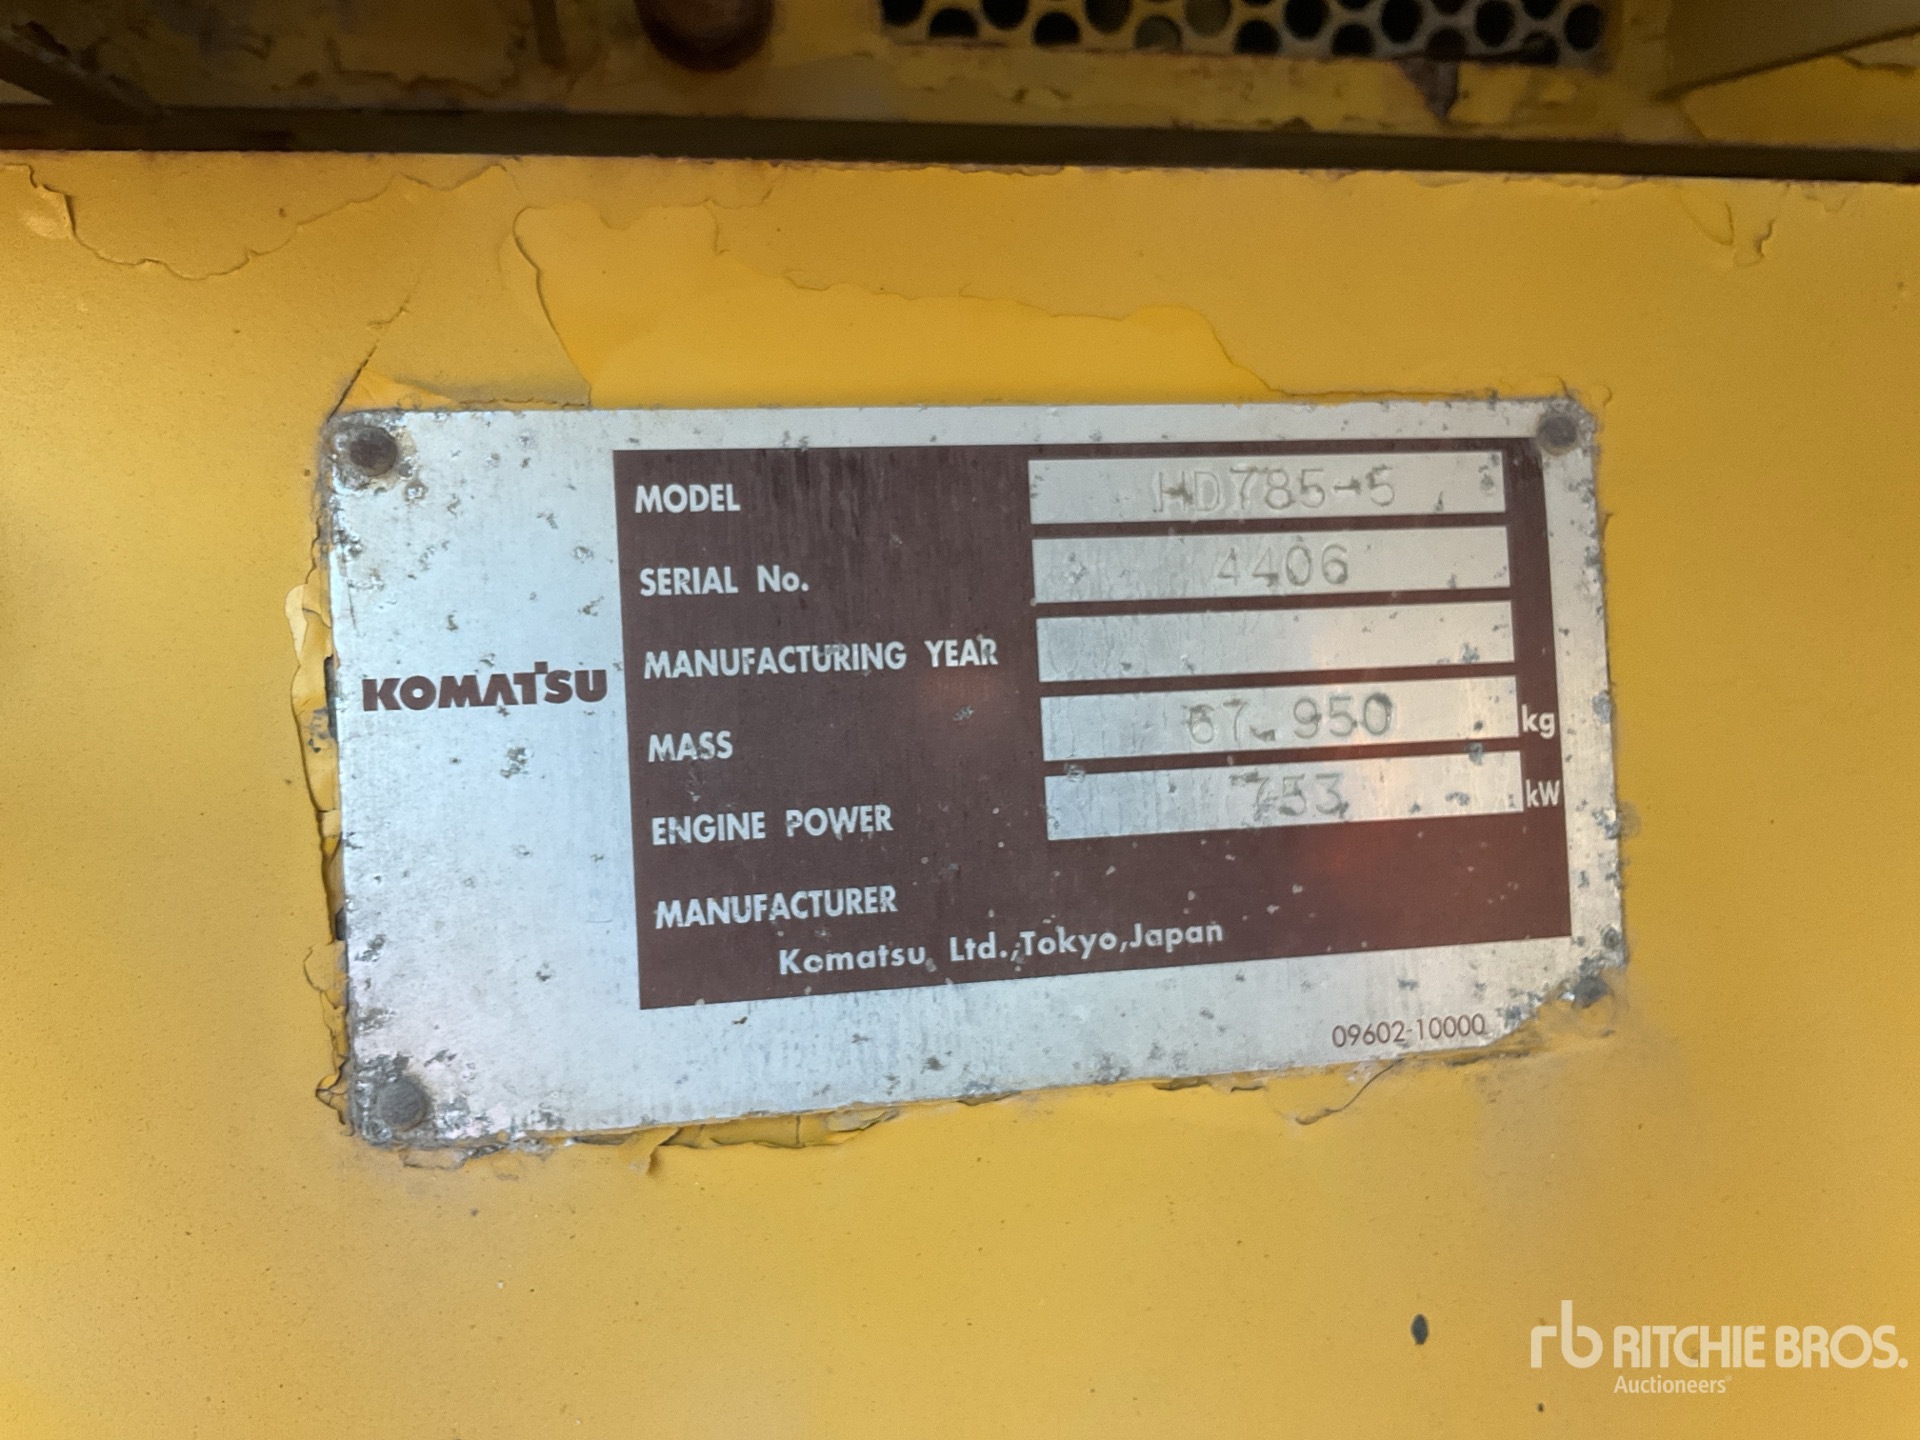 KOMATSU
MODEL HD785-5
SERIAL No. 4406
MANUFACTURING YEAR
MASS 67.950 kg
ENGINE POWER 753 kW
MANUFACTURER
Komatsu Ltd.,Tokyo,Japan
09602-10000
rb RITCHIE BROS.
Auctioneers